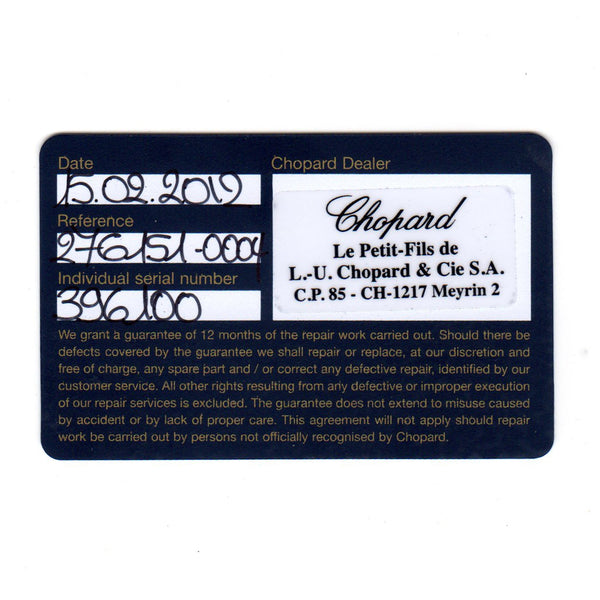 Date
15.02.2019
Reference
276151-0004
Individual serial number
396100
Chopard Dealer
Chopard
Le Petit-Fils de
L.-U. Chopard & Cie S.A.
C.P. 85 - CH-1217 Meyrin 2
We grant a guarantee of 12 months of the repair work carried out. Should there be
defects covered by the guarantee we shall repair or replace, at our discretion and
free of charge, any spare part and / or correct any defective repair, identified by our
customer service. All other rights resulting from any defective or improper execution
of our repair services is excluded. The guarantee does not extend to misuse caused
by accident or by lack of proper care. This agreement will not apply should repair
work be carried out by persons not officially recognised by Chopard.